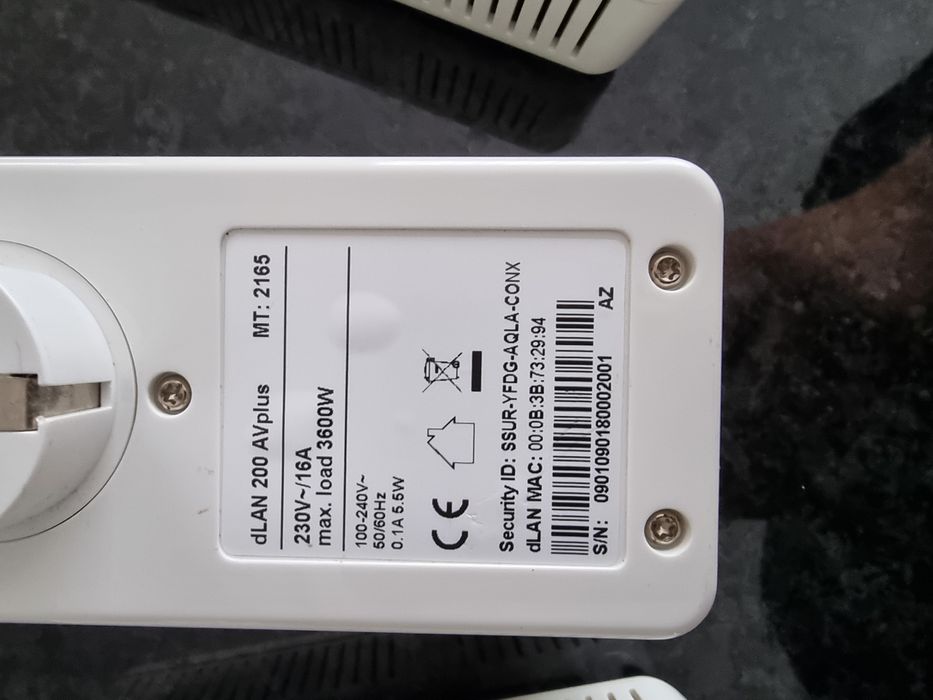 dLAN 200 AVplus MT: 2165
230V~/16A
max. load 3600W
100-240V~
50/60Hz
0.1A 5.5W
CE
Security ID: SSUR-YFDG-AQLA-CONX
dLAN MAC: 00:0B:3B:73:29:94
S/N: 0901090180002001 AZ